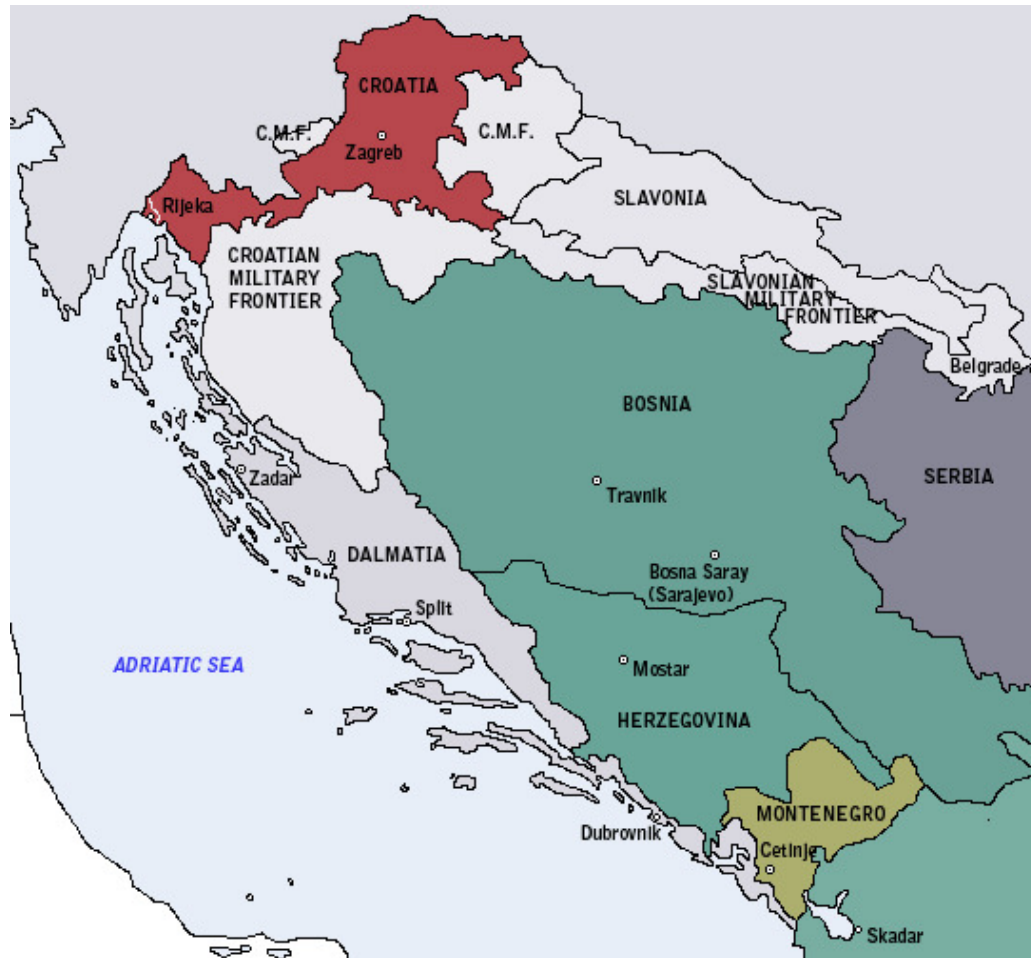 CROATIA
C.M.F.
C.M.F.
Zagreb
SLAVONIA
Rijeka
CROATIAN
MILITARY
FRONTIER
SLAVONIAN
MILITARY
FRONTIER
Belgrade
BOSNIA
Zadar
Travnik
SERBIA
DALMATIA
Bosna Saray
(Sarajevo)
Split
ADRIATIC SEA
Mostar
HERZEGOVINA
MONTENEGRO
Dubrovnik
Cetinje
Skadar